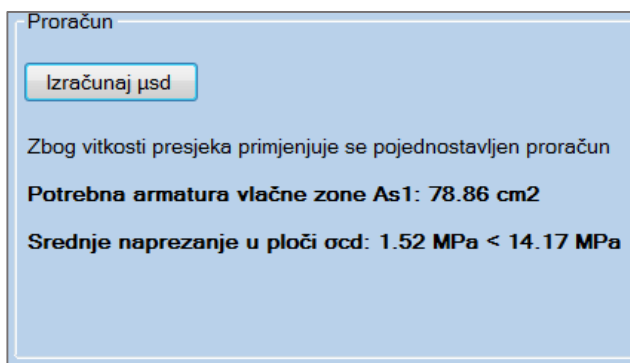 Proračun
Izračunaj µsd
Zbog vitkosti presjeka primjenjuje se pojednostavljen proračun
Potrebna armatura vlačne zone As1: 78.86 cm2
Srednje naprezanje u ploči σcd: 1.52 MPa < 14.17 MPa